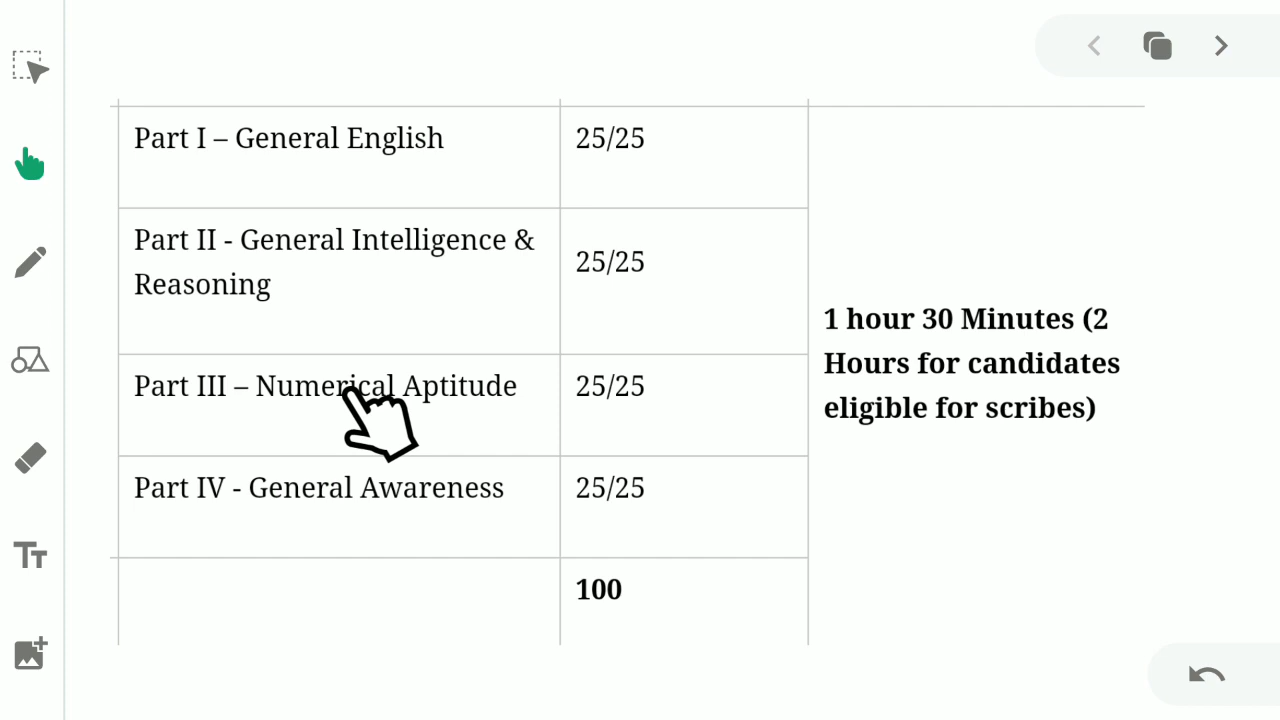 Part I – General English
25/25
Part II - General Intelligence &
Reasoning
25/25
1 hour 30 Minutes (2
Hours for candidates
eligible for scribes)
Part III – Numerical Aptitude
25/25
Part IV - General Awareness
25/25
100
Tт